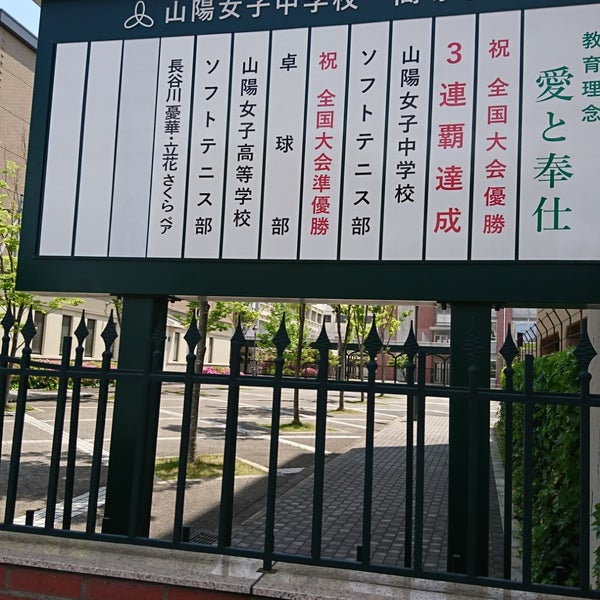 山陽女子中学校
教育理念
愛と奉仕
祝 全国大会優勝
3連覇達成
山陽女子中学校
ソフトテニス部
祝 全国大会準優勝
卓球部
山陽女子高等学校
ソフトテニス部
長谷川憂華・立花さくらペア